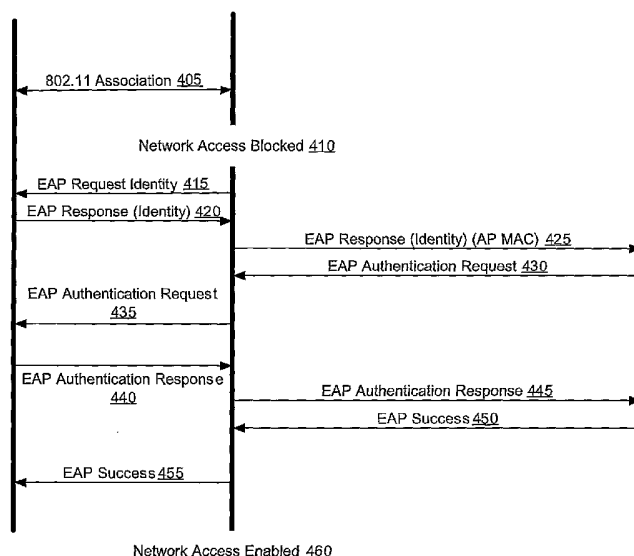 802.11 Association 405
Network Access Blocked 410
EAP Request Identity 415
EAP Response (Identity) 420
EAP Response (Identity) (AP MAC) 425
EAP Authentication Request 430
EAP Authentication Request
435
EAP Authentication Response
440
EAP Authentication Response 445
EAP Success 450
EAP Success 455
Network Access Enabled 460